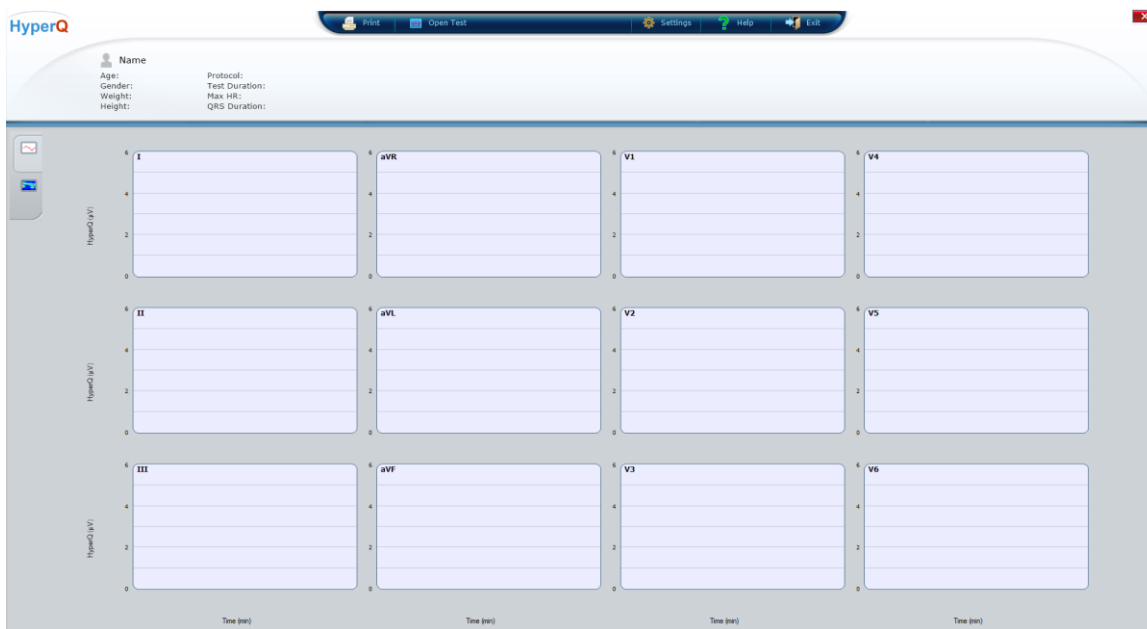 HyperQ
Print Open Test Settings Help Exit
Name
Age: Protocol:
Gender: Test Duration:
Weight: Max HR:
Height: QRS Duration:
6 I 6 aVR 6 V1 6 V4
4 4 4 4
HyperQ (µV)
2 2 2 2
0 0 0 0
6 II 6 aVL 6 V2 6 V5
4 4 4 4
HyperQ (µV)
2 2 2 2
0 0 0 0
6 III 6 aVF 6 V3 6 V6
4 4 4 4
HyperQ (µV)
2 2 2 2
0 0 0 0
Time (min) Time (min) Time (min) Time (min)